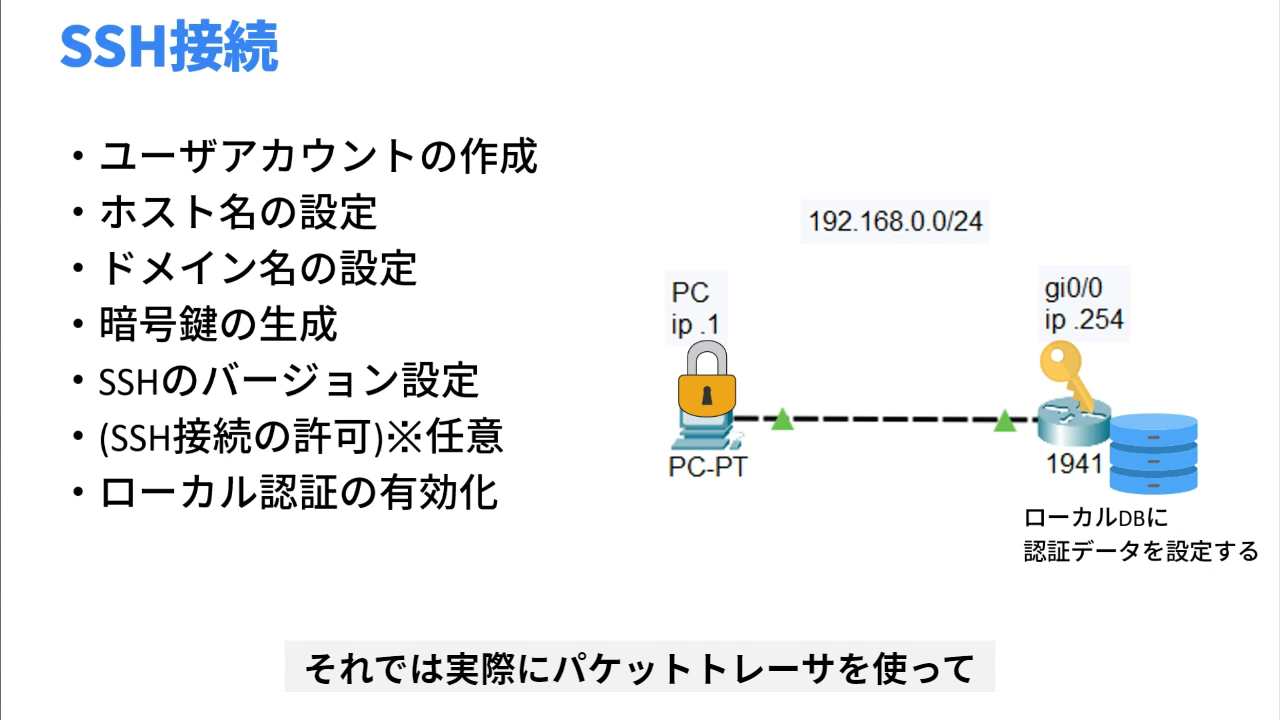 SSH接続
・ユーザアカウントの作成
・ホスト名の設定
・ドメイン名の設定
・暗号鍵の生成
・SSHのバージョン設定
・(SSH接続の許可)※任意
・ローカル認証の有効化
192.168.0.0/24
PC
ip .1
gi0/0
ip .254
PC-PT
1941
ローカルDBに
認証データを設定する
それでは実際にパケットトレーサを使って